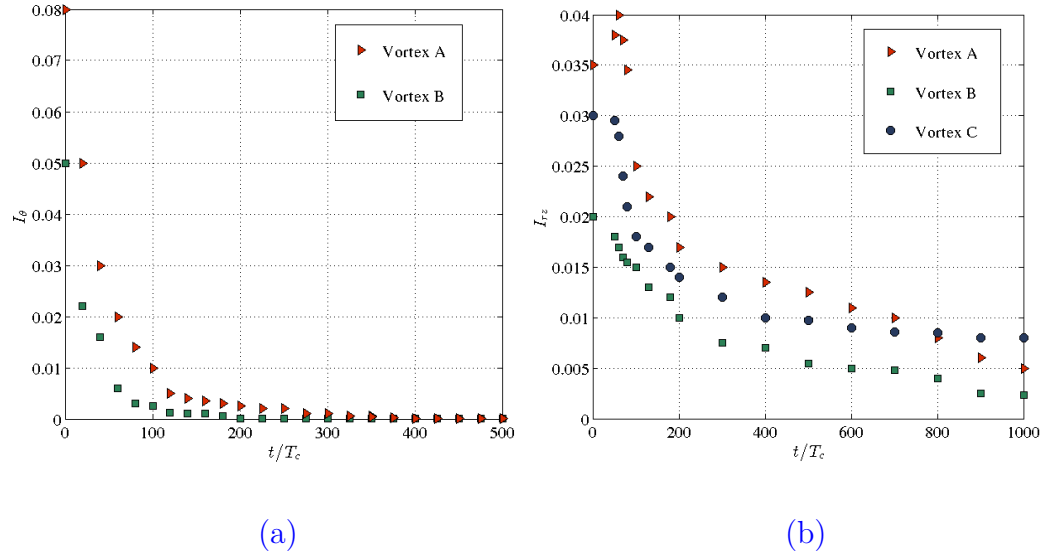 0.08
0.07
0.06
0.05
0.04
0.03
0.02
0.01
0
I_θ
0 100 200 300 400 500
t/T_c
Vortex A
Vortex B
(a)
0.04
0.035
0.03
0.025
0.02
0.015
0.01
0.005
0
I_rz
0 200 400 600 800 1000
t/T_c
Vortex A
Vortex B
Vortex C
(b)